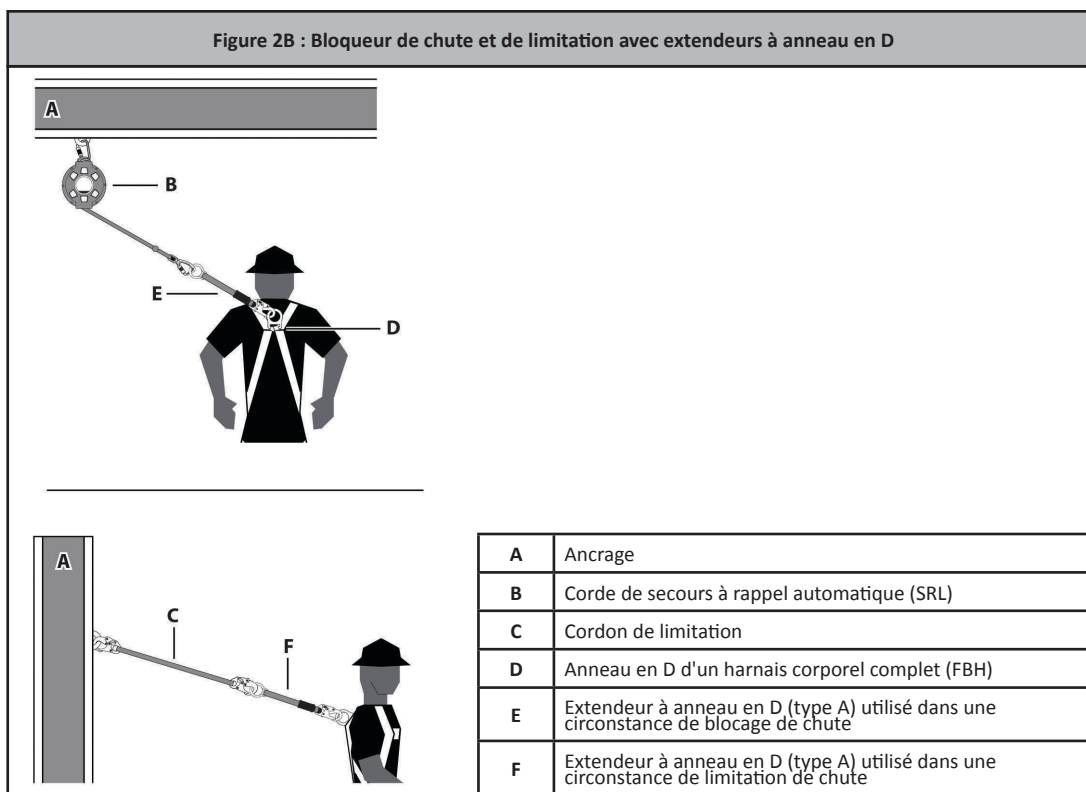 Figure 2B : Bloqueur de chute et de limitation avec extendeurs à anneau en D
A
B
E
D
A
C
F
A Ancrage
B Corde de secours à rappel automatique (SRL)
C Cordon de limitation
D Anneau en D d'un harnais corporel complet (FBH)
E Extendeur à anneau en D (type A) utilisé dans une
circonstance de blocage de chute
F Extendeur à anneau en D (type A) utilisé dans une
circonstance de limitation de chute